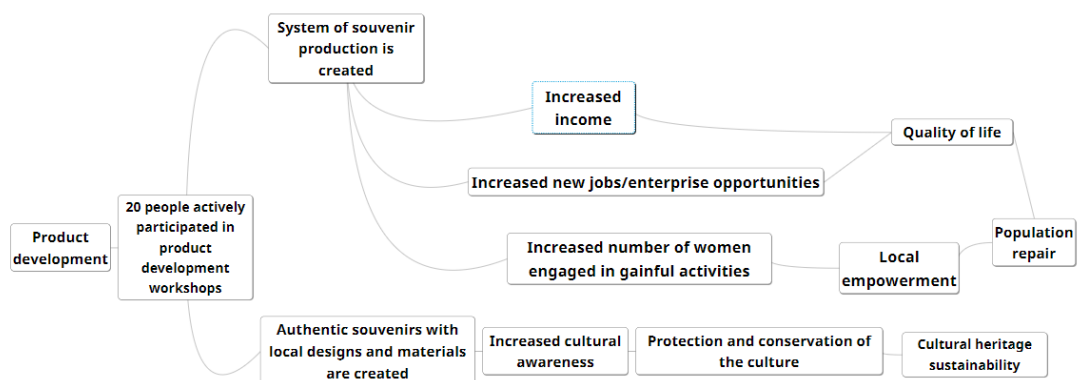 System of souvenir
production is
created
Increased
income
Quality of life
Increased new jobs/enterprise opportunities
20 people actively
participated in
product
development
workshops
Product
development
Increased number of women
engaged in gainful activities
Local
empowerment
Population
repair
Authentic souvenirs with
local designs and materials
are created
Increased cultural
awareness
Protection and conservation of
the culture
Cultural heritage
sustainability